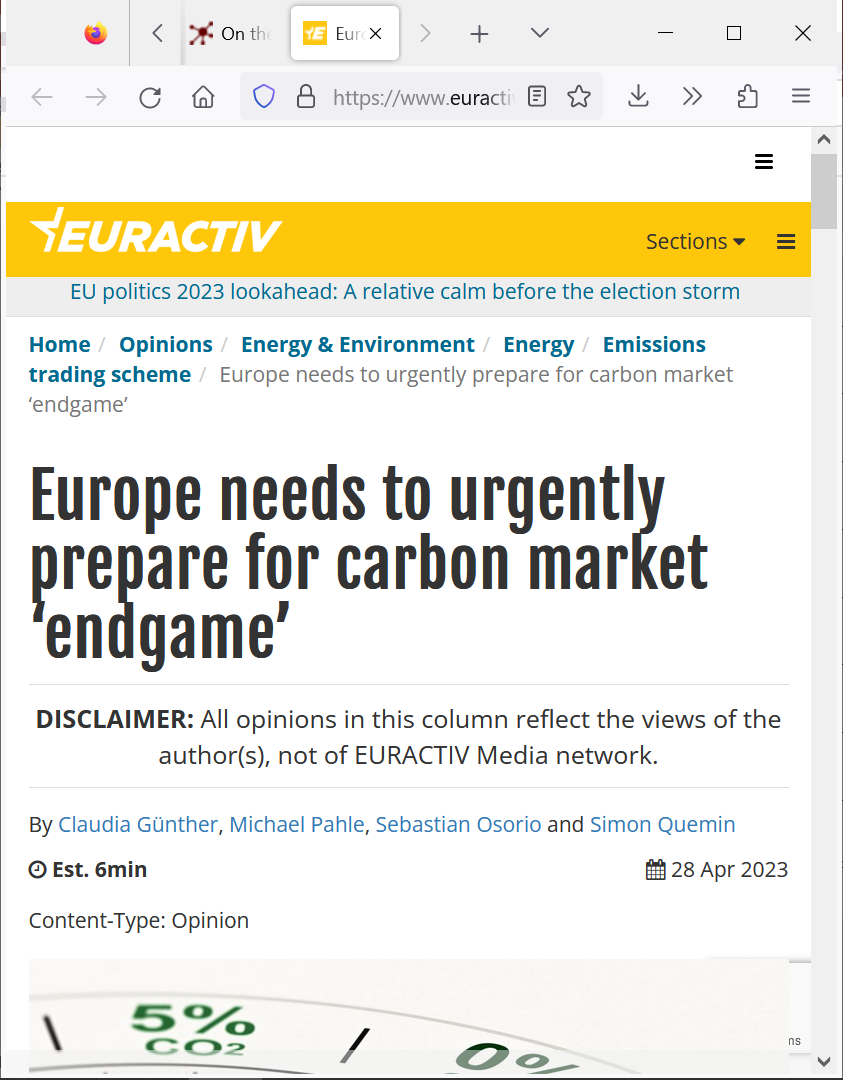 On the
Eur
https://www.euracti
EURACTIV
Sections
EU politics 2023 lookahead: A relative calm before the election storm
Home / Opinions / Energy & Environment / Energy / Emissions
trading scheme / Europe needs to urgently prepare for carbon market
‘endgame’
Europe needs to urgently
prepare for carbon market
‘endgame’
DISCLAIMER: All opinions in this column reflect the views of the
author(s), not of EURACTIV Media network.
By Claudia Günther, Michael Pahle, Sebastian Osorio and Simon Quemin
Est. 6min
28 Apr 2023
Content-Type: Opinion
5%
CO2
0%
ms